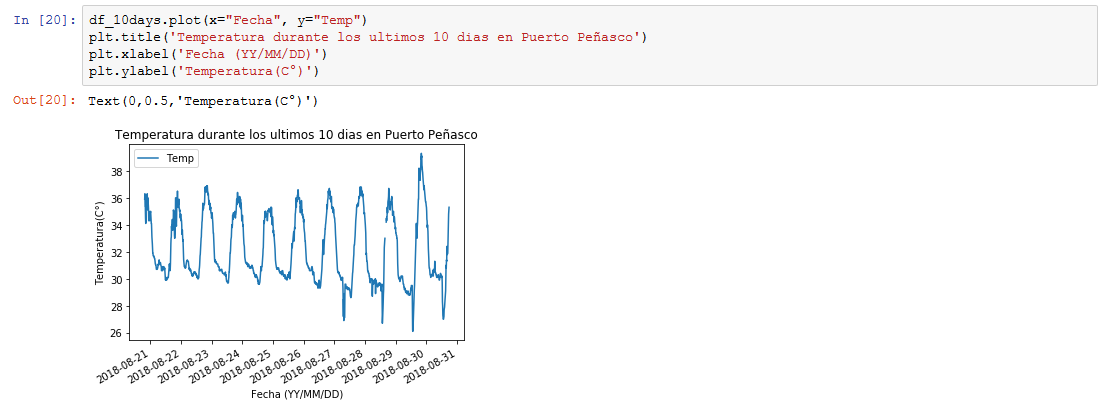 In [20]: df_10days.plot(x="Fecha", y="Temp")
plt.title('Temperatura durante los ultimos 10 dias en Puerto Peñasco')
plt.xlabel('Fecha (YY/MM/DD)')
plt.ylabel('Temperatura(C°)')
Out[20]: Text(0,0.5,'Temperatura(C°)')
Temperatura durante los ultimos 10 dias en Puerto Peñasco
Temp
38
36
34
32
30
28
26
Temperatura(C°)
2018-08-21
2018-08-22
2018-08-23
2018-08-24
2018-08-25
2018-08-26
2018-08-27
2018-08-28
2018-08-29
2018-08-30
2018-08-31
Fecha (YY/MM/DD)